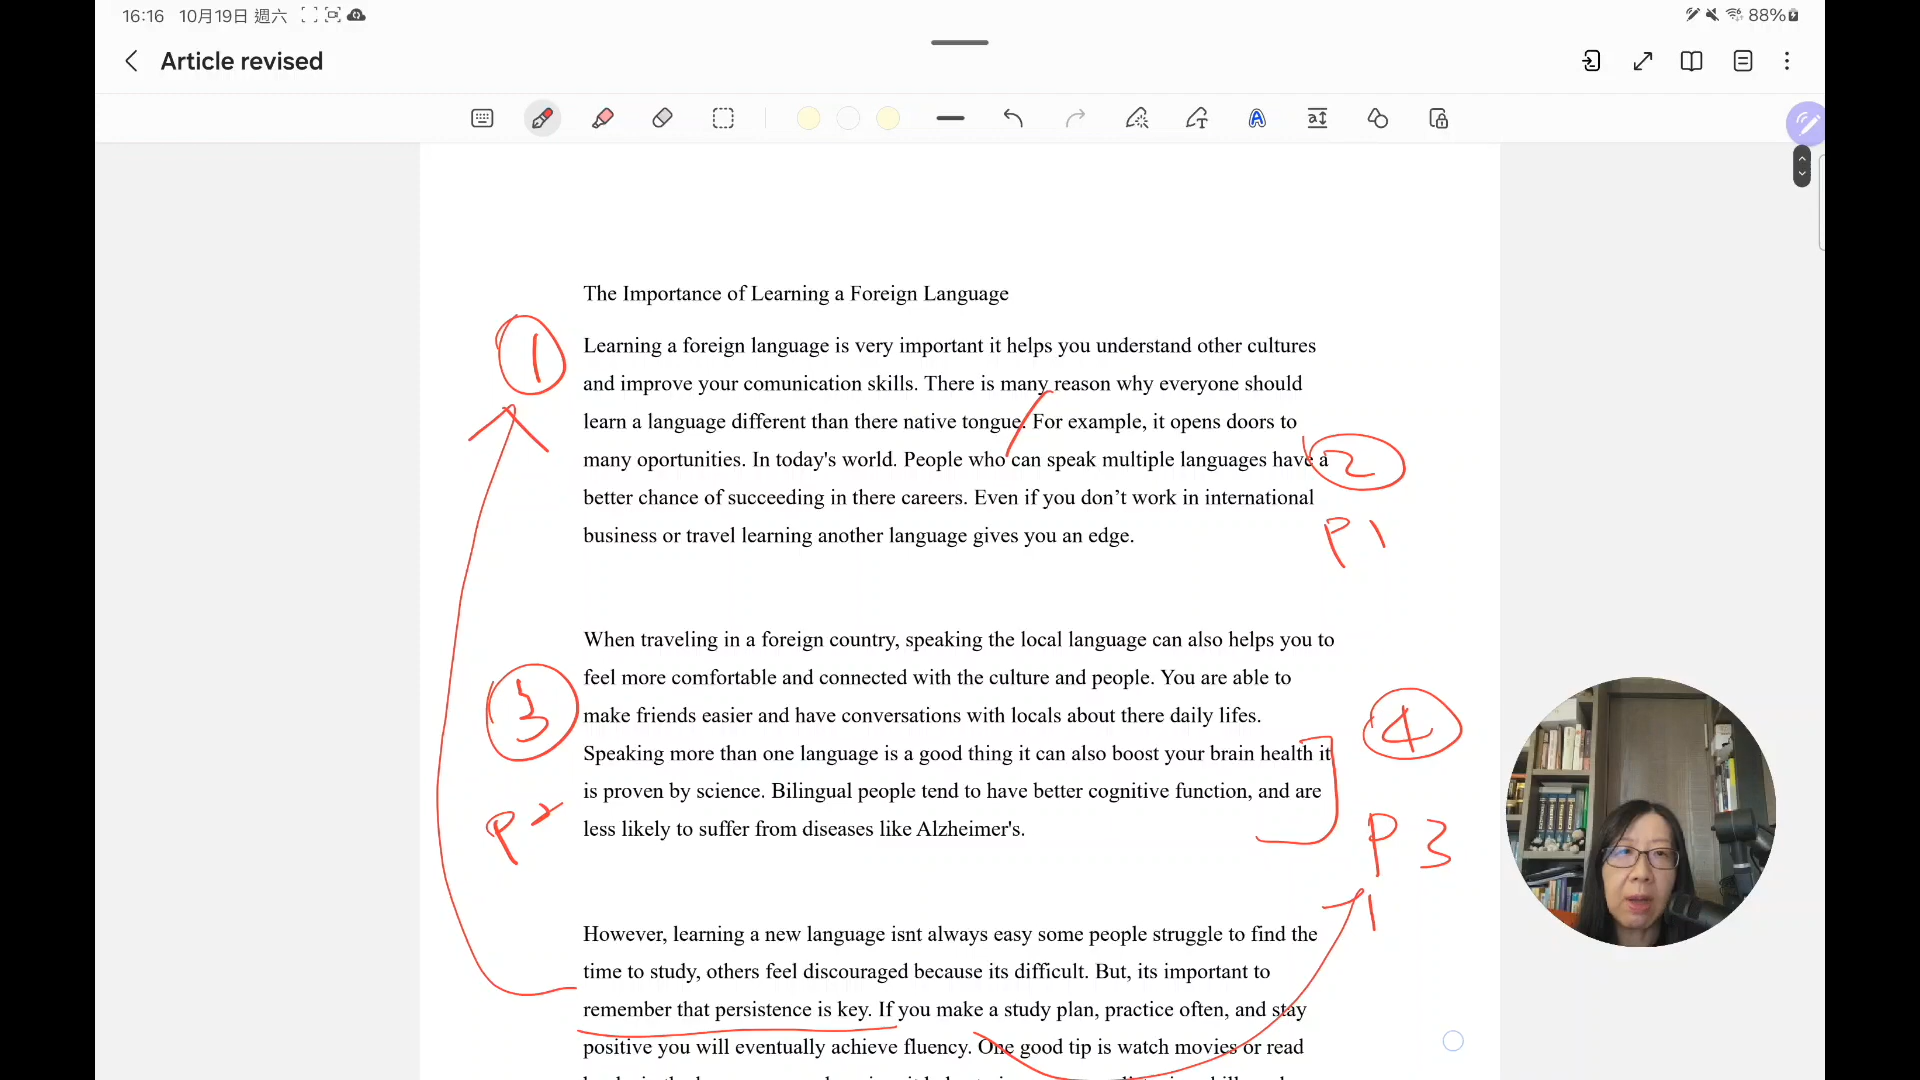 16:16 10月19日 週六 88%
Article revised
The Importance of Learning a Foreign Language
1
Learning a foreign language is very important it helps you understand other cultures
and improve your comunication skills. There is many reason why everyone should
learn a language different than there native tongue. For example, it opens doors to
many oportunities. In today's world. People who can speak multiple languages have a
2
better chance of succeeding in there careers. Even if you don’t work in international
business or travel learning another language gives you an edge.
P1
When traveling in a foreign country, speaking the local language can also helps you to
feel more comfortable and connected with the culture and people. You are able to
3
make friends easier and have conversations with locals about there daily lifes.
4
Speaking more than one language is a good thing it can also boost your brain health it
is proven by science. Bilingual people tend to have better cognitive function, and are
less likely to suffer from diseases like Alzheimer's.
P2
P3
However, learning a new language isnt always easy some people struggle to find the
time to study, others feel discouraged because its difficult. But, its important to
remember that persistence is key. If you make a study plan, practice often, and stay
positive you will eventually achieve fluency. One good tip is watch movies or read